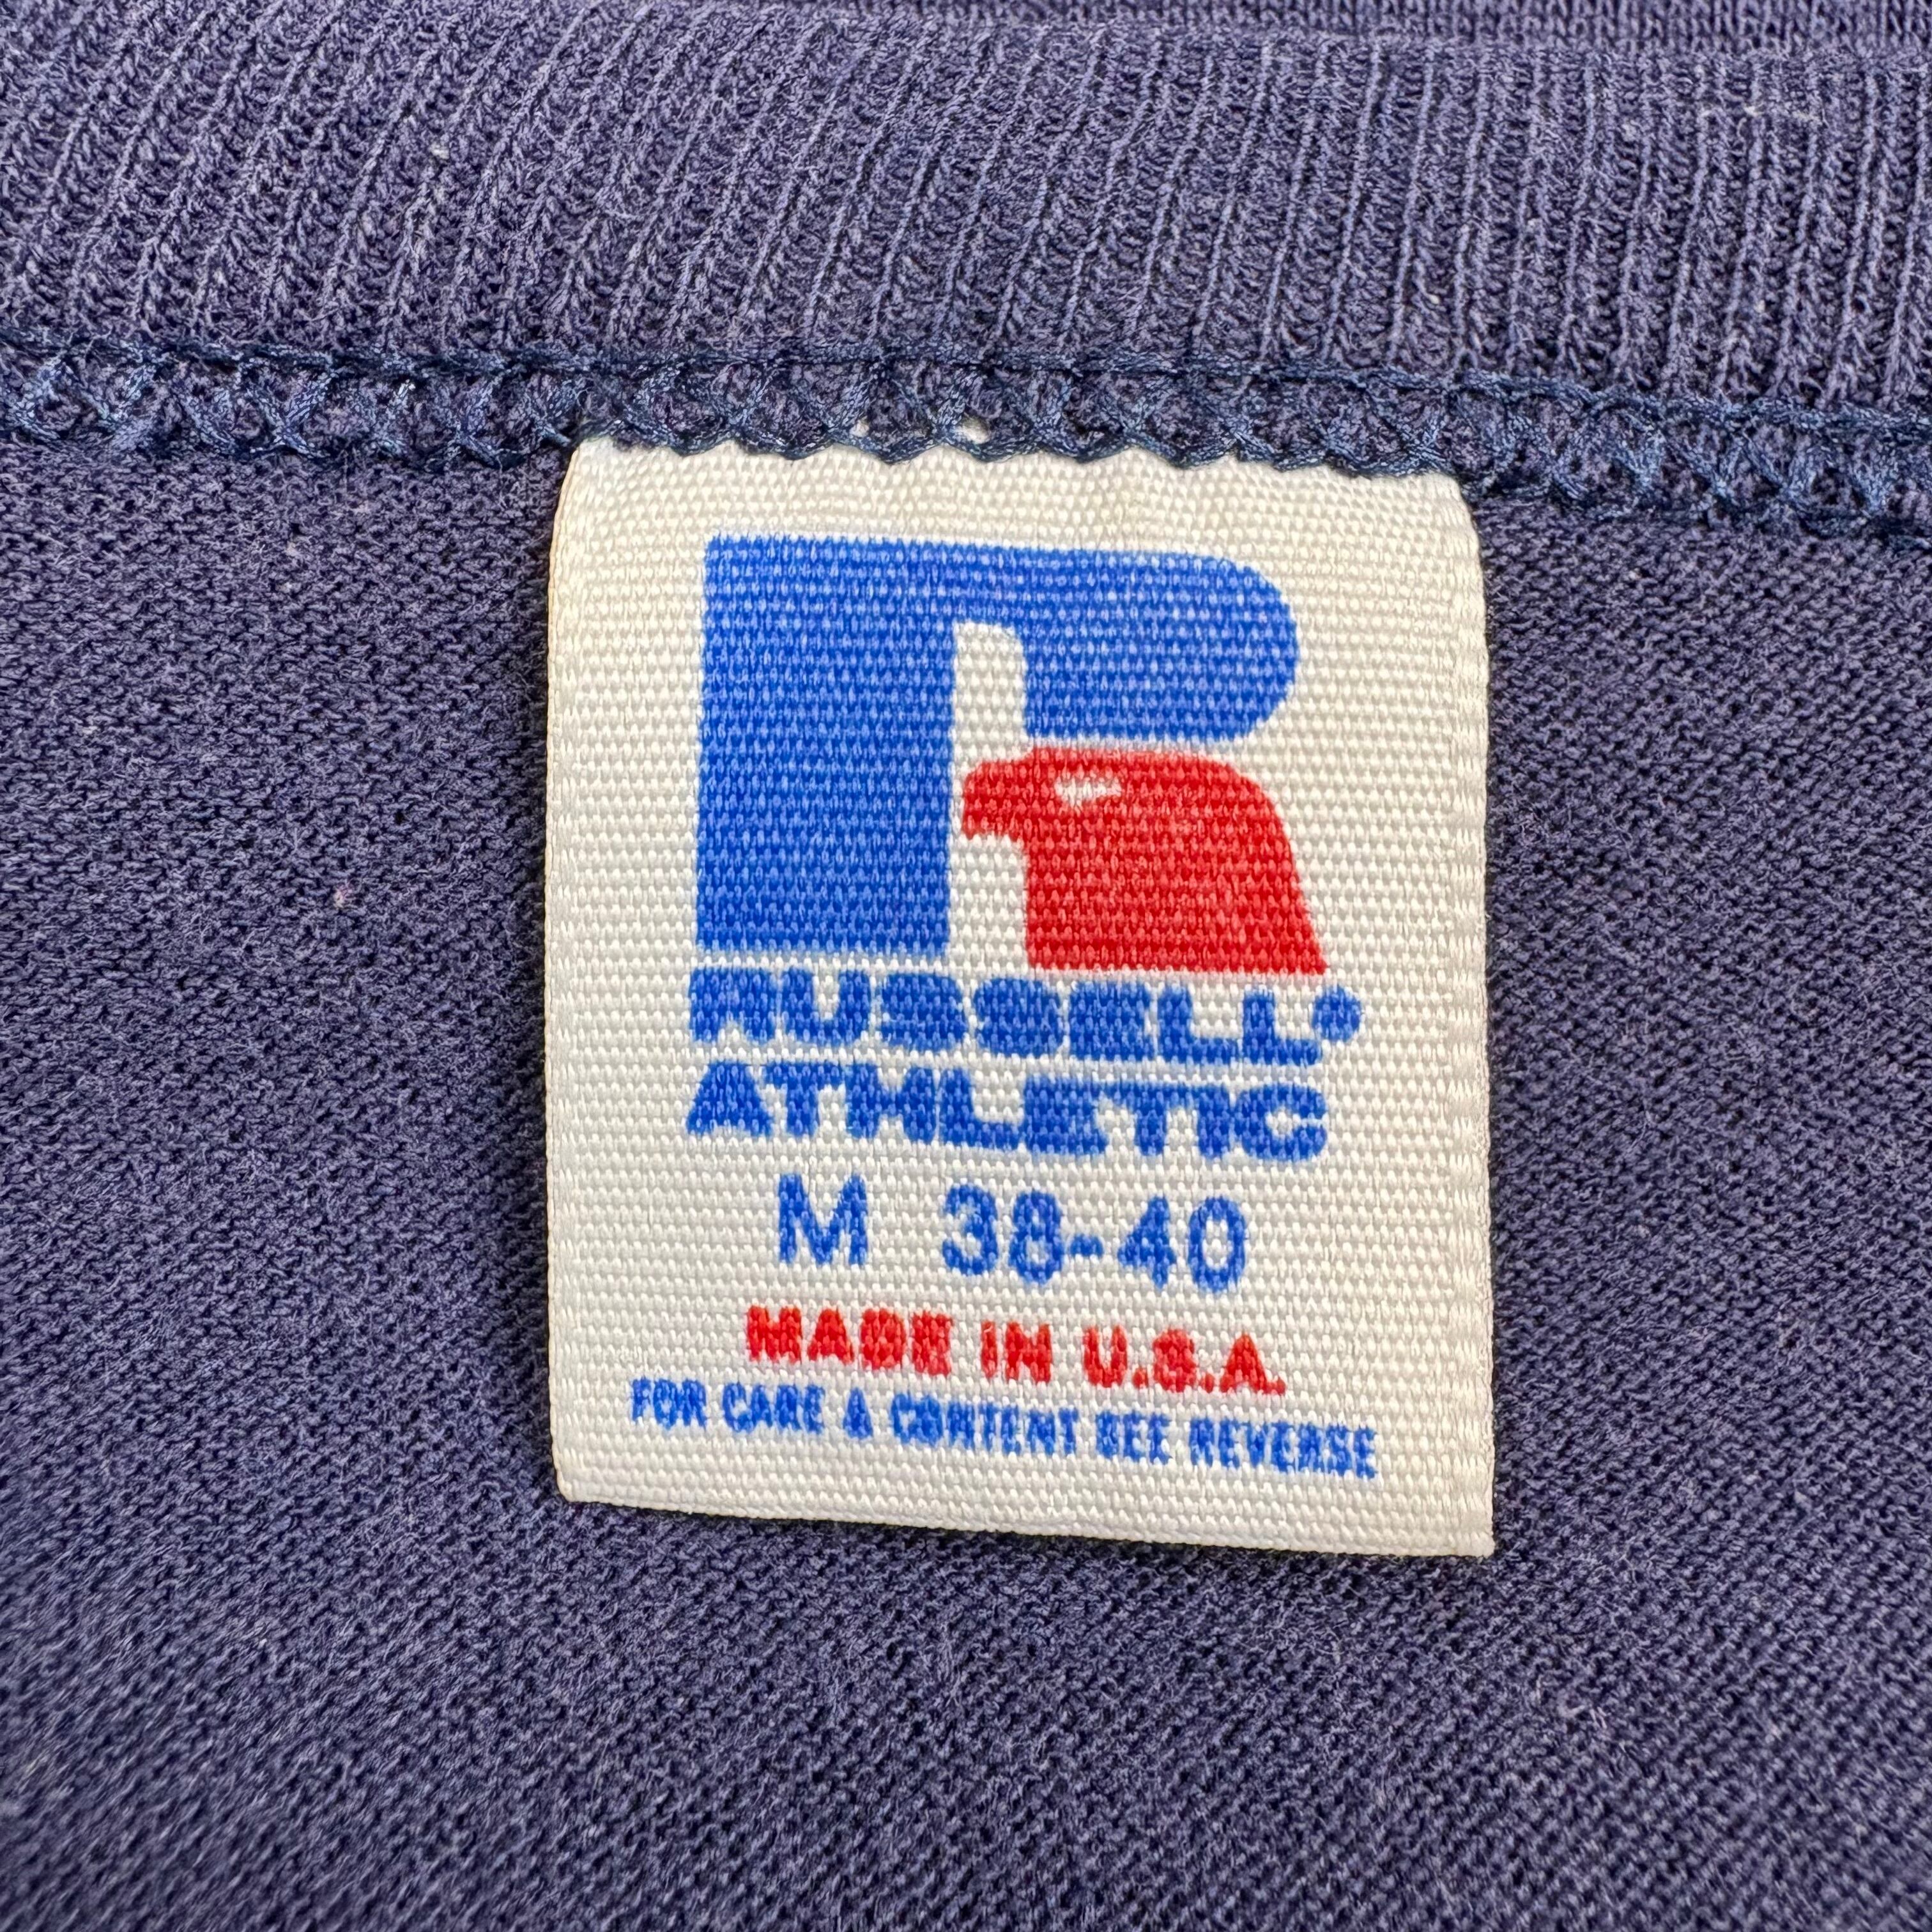 R
RUSSELL®
ATHLETIC
M 38-40
MADE IN U.S.A.
FOR CARE & CONTENT SEE REVERSE